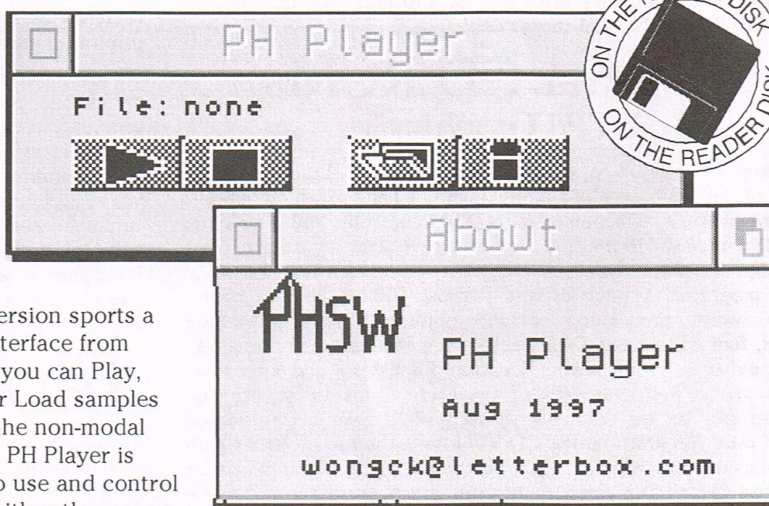 PH Player
File: none
About
PHSW
PH Player
Aug 1997
wongck@letterbox.com
ON THE DISK
ON THE READER DISK
ersion sports a
terface from
you can Play,
r Load samples
he non-modal
PH Player is
o use and control